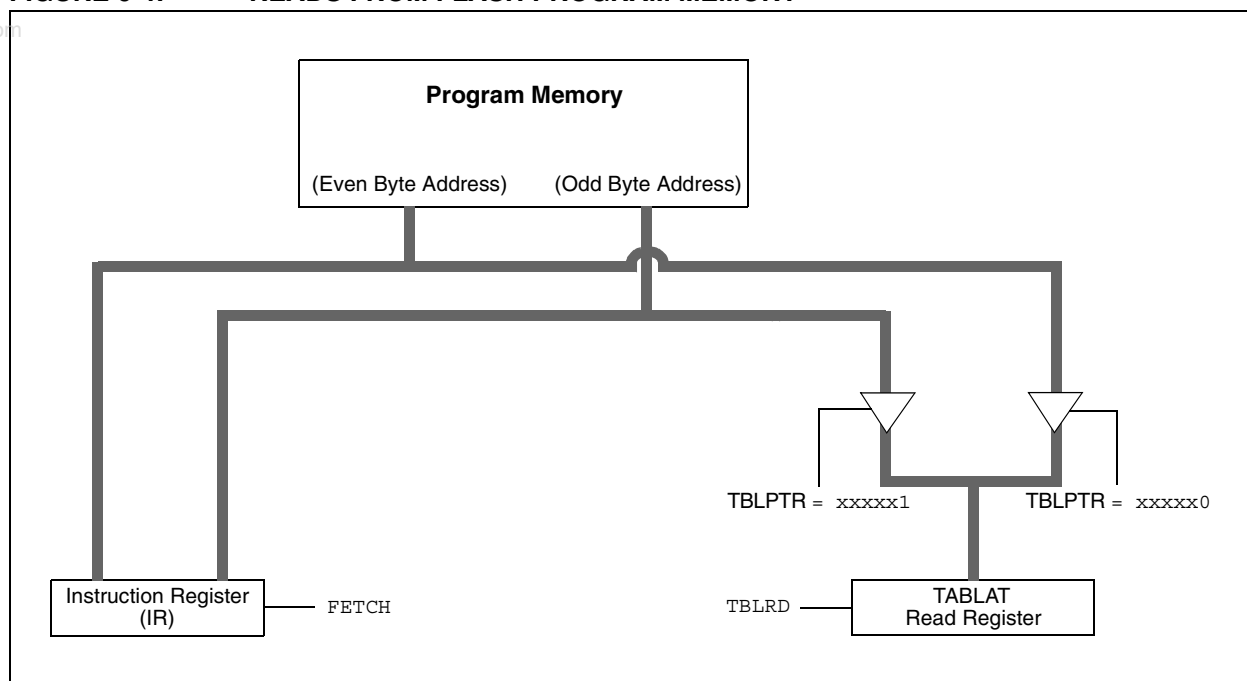 om
Program Memory
(Even Byte Address) (Odd Byte Address)
TBLPTR = xxxxx1 TBLPTR = xxxxx0
Instruction Register
(IR)
FETCH
TBLRD
TABLAT
Read Register